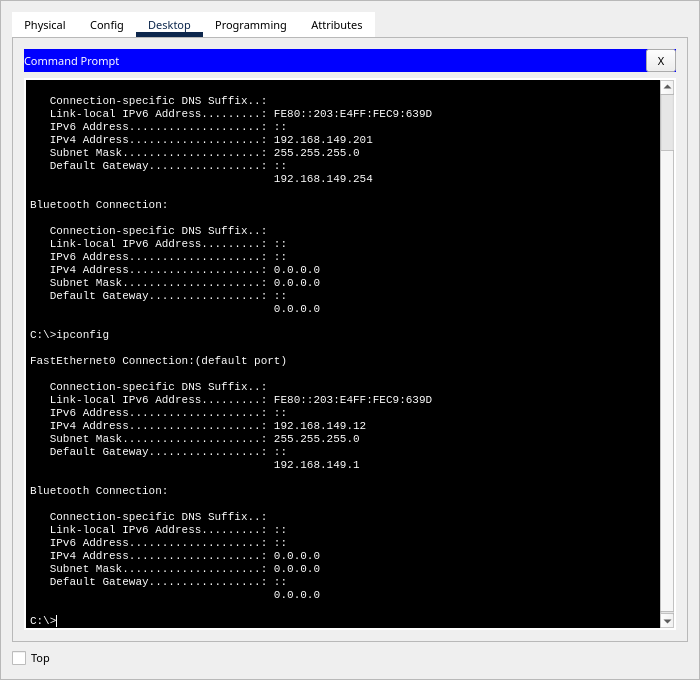 Physical Config Desktop Programming Attributes
Command Prompt X
Connection-specific DNS Suffix..:
Link-local IPv6 Address.........: FE80::203:E4FF:FEC9:639D
IPv6 Address....................: ::
IPv4 Address....................: 192.168.149.201
Subnet Mask.....................: 255.255.255.0
Default Gateway.................: ::
192.168.149.254
Bluetooth Connection:
Connection-specific DNS Suffix..:
Link-local IPv6 Address.........: ::
IPv6 Address....................: ::
IPv4 Address....................: 0.0.0.0
Subnet Mask.....................: 0.0.0.0
Default Gateway.................: ::
0.0.0.0
C:\>ipconfig
FastEthernet0 Connection:(default port)
Connection-specific DNS Suffix..:
Link-local IPv6 Address.........: FE80::203:E4FF:FEC9:639D
IPv6 Address....................: ::
IPv4 Address....................: 192.168.149.12
Subnet Mask.....................: 255.255.255.0
Default Gateway.................: ::
192.168.149.1
Bluetooth Connection:
Connection-specific DNS Suffix..:
Link-local IPv6 Address.........: ::
IPv6 Address....................: ::
IPv4 Address....................: 0.0.0.0
Subnet Mask.....................: 0.0.0.0
Default Gateway.................: ::
0.0.0.0
C:\>
Top